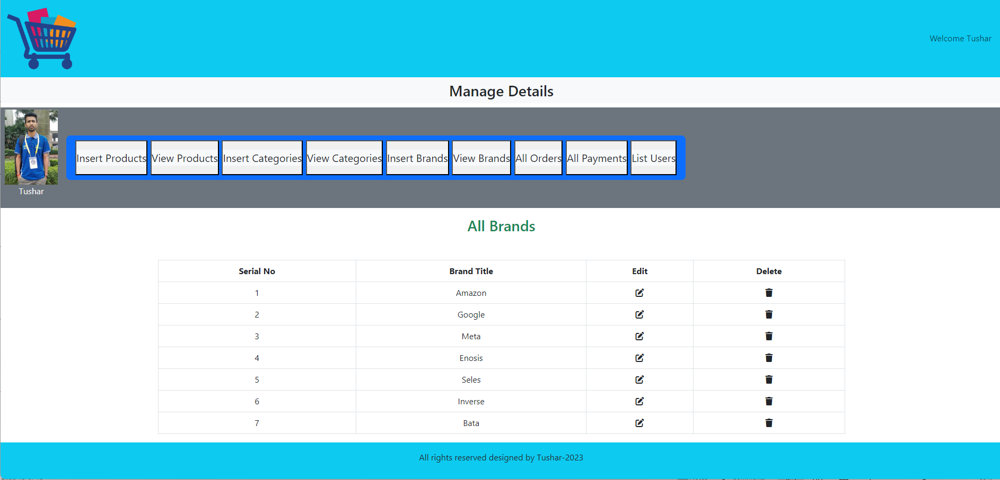 Welcome Tushar
Manage Details
Insert Products View Products Insert Categories View Categories Insert Brands View Brands All Orders All Payments List Users
Tushar
All Brands
Serial No Brand Title Edit Delete
1 Amazon
2 Google
3 Meta
4 Enosis
5 Seles
6 Inverse
7 Bata
All rights reserved designed by Tushar-2023